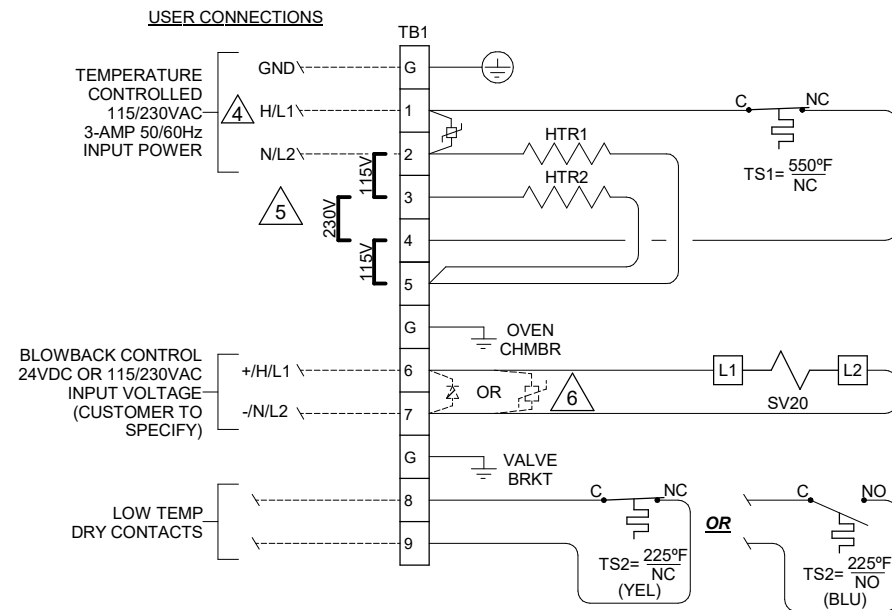 USER CONNECTIONS
TB1
TEMPERATURE
CONTROLLED
115/230VAC
3-AMP 50/60Hz
INPUT POWER
4
GND
H/L1
N/L2
5
115V
230V
115V
G
1
2
3
4
5
G
6
7
G
8
9
HTR1
HTR2
C
NC
TS1= 550ºF
NC
OVEN
CHMBR
BLOWBACK CONTROL
24VDC OR 115/230VAC
INPUT VOLTAGE
(CUSTOMER TO
SPECIFY)
+/H/L1
-/N/L2
OR
6
L1
L2
SV20
VALVE
BRKT
LOW TEMP
DRY CONTACTS
C
NC
TS2= 225ºF
NC
(YEL)
OR
C
NO
TS2= 225ºF
NO
(BLU)